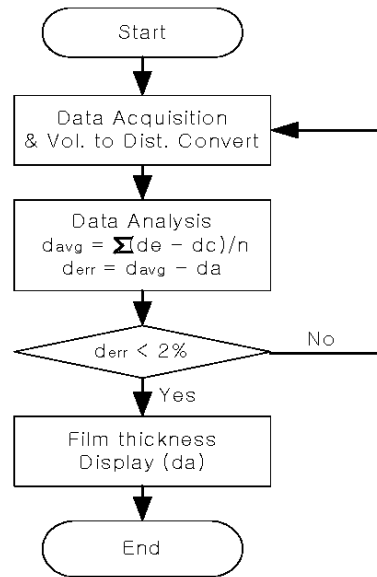 Start
Data Acquisition
& Vol. to Dist. Convert
Data Analysis
davg = ∑(de - dc)/n
derr = davg - da
derr < 2%
No
Yes
Film thickness
Display (da)
End